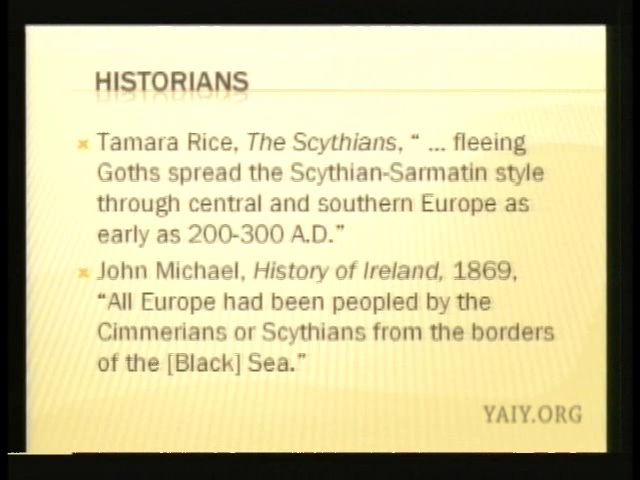 HISTORIANS
Tamara Rice, The Scythians, “ ... fleeing
Goths spread the Scythian-Sarmatin style
through central and southern Europe as
early as 200-300 A.D.”
John Michael, History of Ireland, 1869,
“All Europe had been peopled by the
Cimmerians or Scythians from the borders
of the [Black] Sea.”
YAIY.ORG